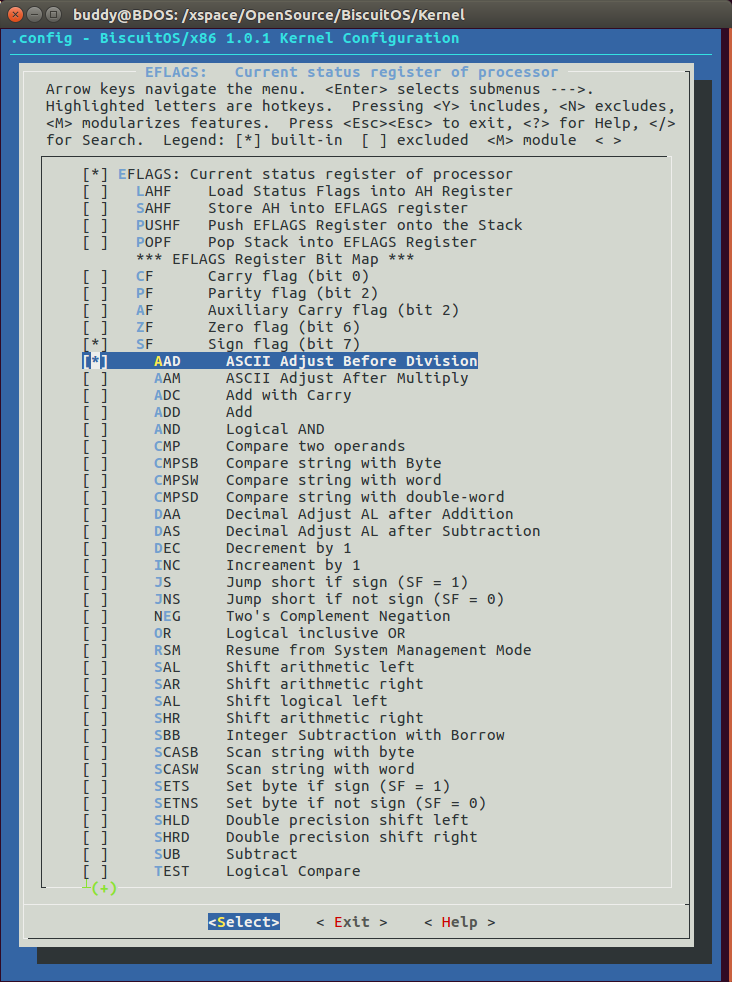 buddy@BDOS: /xspace/OpenSource/BiscuitOS/Kernel
.config - BiscuitOS/x86 1.0.1 Kernel Configuration
EFLAGS:   Current status register of processor
Arrow keys navigate the menu.  <Enter> selects submenus --->.
Highlighted letters are hotkeys.  Pressing <Y> includes, <N> excludes,
<M> modularizes features.  Press <Esc><Esc> to exit, <?> for Help, </>
for Search.  Legend: [*] built-in  [ ] excluded  <M> module  < >
[*] EFLAGS: Current status register of processor
[ ]   LAHF    Load Status Flags into AH Register
[ ]   SAHF    Store AH into EFLAGS register
[ ]   PUSHF   Push EFLAGS Register onto the Stack
[ ]   POPF    Pop Stack into EFLAGS Register
*** EFLAGS Register Bit Map ***
[ ]   CF      Carry flag (bit 0)
[ ]   PF      Parity flag (bit 2)
[ ]   AF      Auxiliary Carry flag (bit 2)
[ ]   ZF      Zero flag (bit 6)
[*]   SF      Sign flag (bit 7)
[*]     AAD     ASCII Adjust Before Division
[ ]     AAM     ASCII Adjust After Multiply
[ ]     ADC     Add with Carry
[ ]     ADD     Add
[ ]     AND     Logical AND
[ ]     CMP     Compare two operands
[ ]     CMPSB   Compare string with Byte
[ ]     CMPSW   Compare string with word
[ ]     CMPSD   Compare string with double-word
[ ]     DAA     Decimal Adjust AL after Addition
[ ]     DAS     Decimal Adjust AL after Subtraction
[ ]     DEC     Decrement by 1
[ ]     INC     Increament by 1
[ ]     JS      Jump short if sign (SF = 1)
[ ]     JNS     Jump short if not sign (SF = 0)
[ ]     NEG     Two's Complement Negation
[ ]     OR      Logical inclusive OR
[ ]     RSM     Resume from System Management Mode
[ ]     SAL     Shift arithmetic left
[ ]     SAR     Shift arithmetic right
[ ]     SAL     Shift logical left
[ ]     SHR     Shift arithmetic right
[ ]     SBB     Integer Subtraction with Borrow
[ ]     SCASB   Scan string with byte
[ ]     SCASW   Scan string with word
[ ]     SETS    Set byte if sign (SF = 1)
[ ]     SETNS   Set byte if not sign (SF = 0)
[ ]     SHLD    Double precision shift left
[ ]     SHRD    Double precision shift right
[ ]     SUB     Subtract
[ ]     TEST    Logical Compare
(+)
<Select>    < Exit >    < Help >